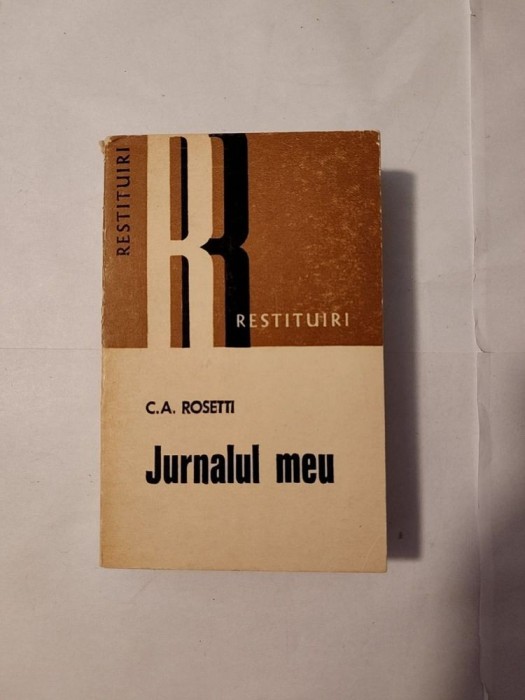 RESTITUIRI
R
RESTITUIRI
C.A. ROSETTI
Jurnalul meu